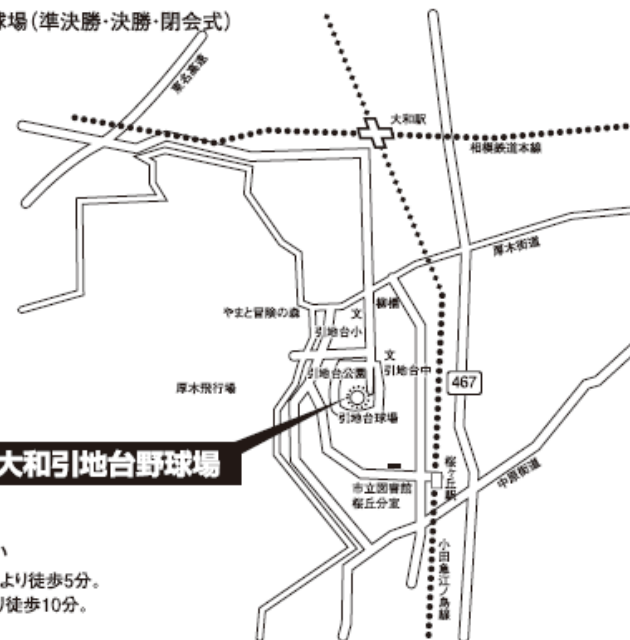 球場(準決勝・決勝・閉会式)
東名高速
大和駅
相模鉄道本線
厚木街道
やまと冒険の森
文
柳橋
引地台小
文
引地台公園
引地台中
厚木飛行場
467
引地台球場
大和引地台野球場
桜ヶ丘駅
中原街道
市立図書館
桜丘分室
小田急江ノ島線
い
より徒歩5分。
り徒歩10分。